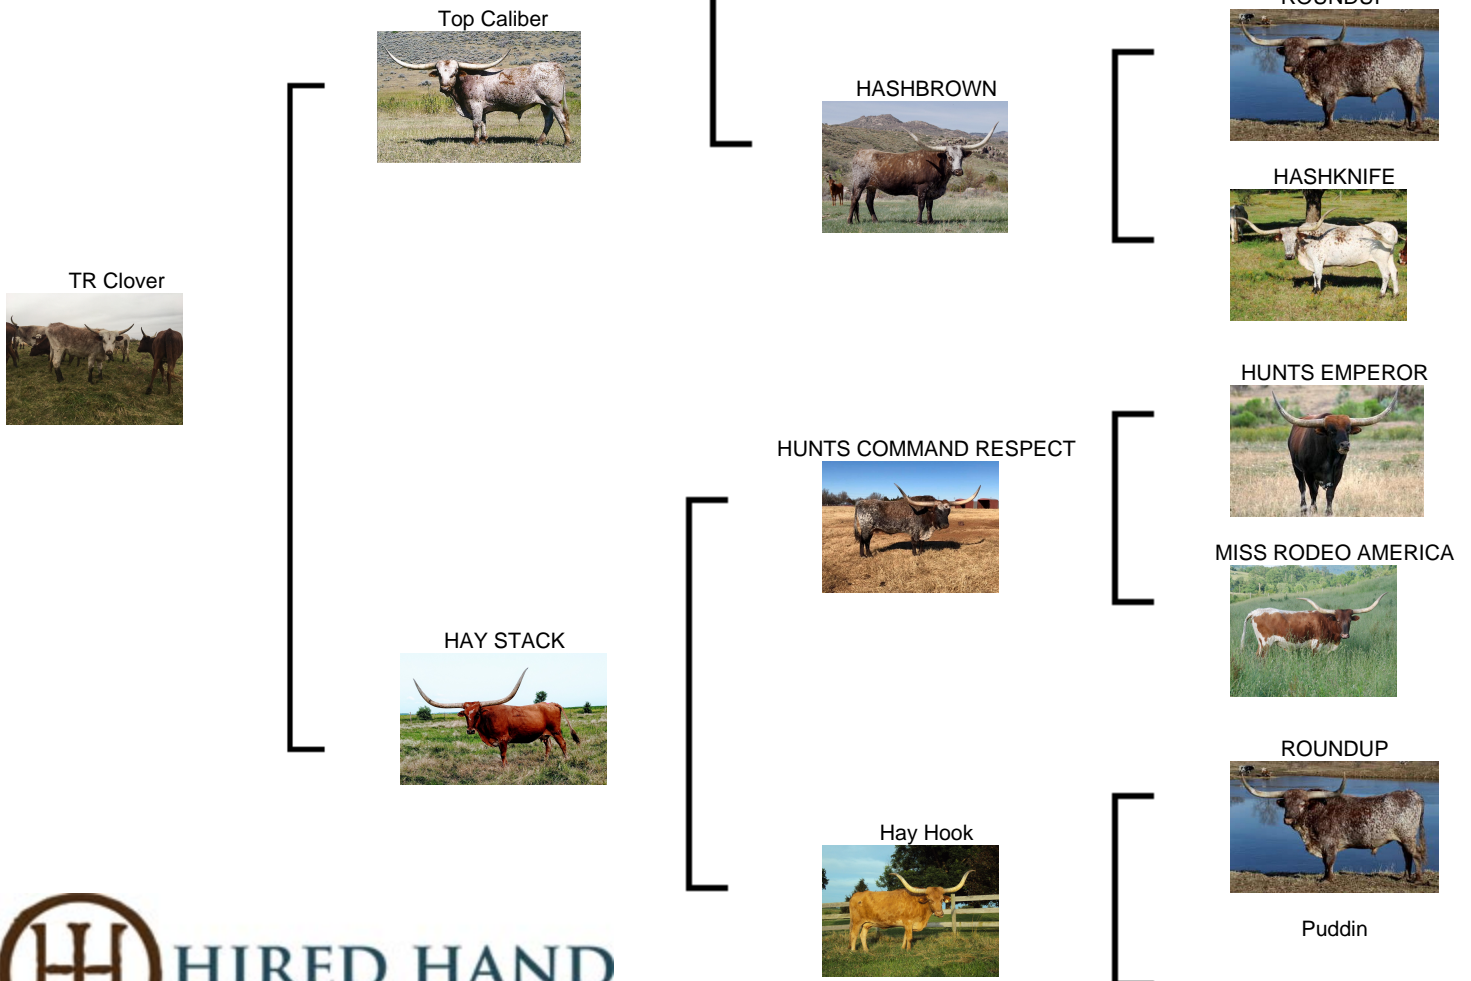 ROUNDUP
Top Caliber
HASHBROWN
HASHKNIFE
TR Clover
HUNTS EMPEROR
HUNTS COMMAND RESPECT
MISS RODEO AMERICA
HAY STACK
ROUNDUP
Hay Hook
Puddin
HIRED HAND